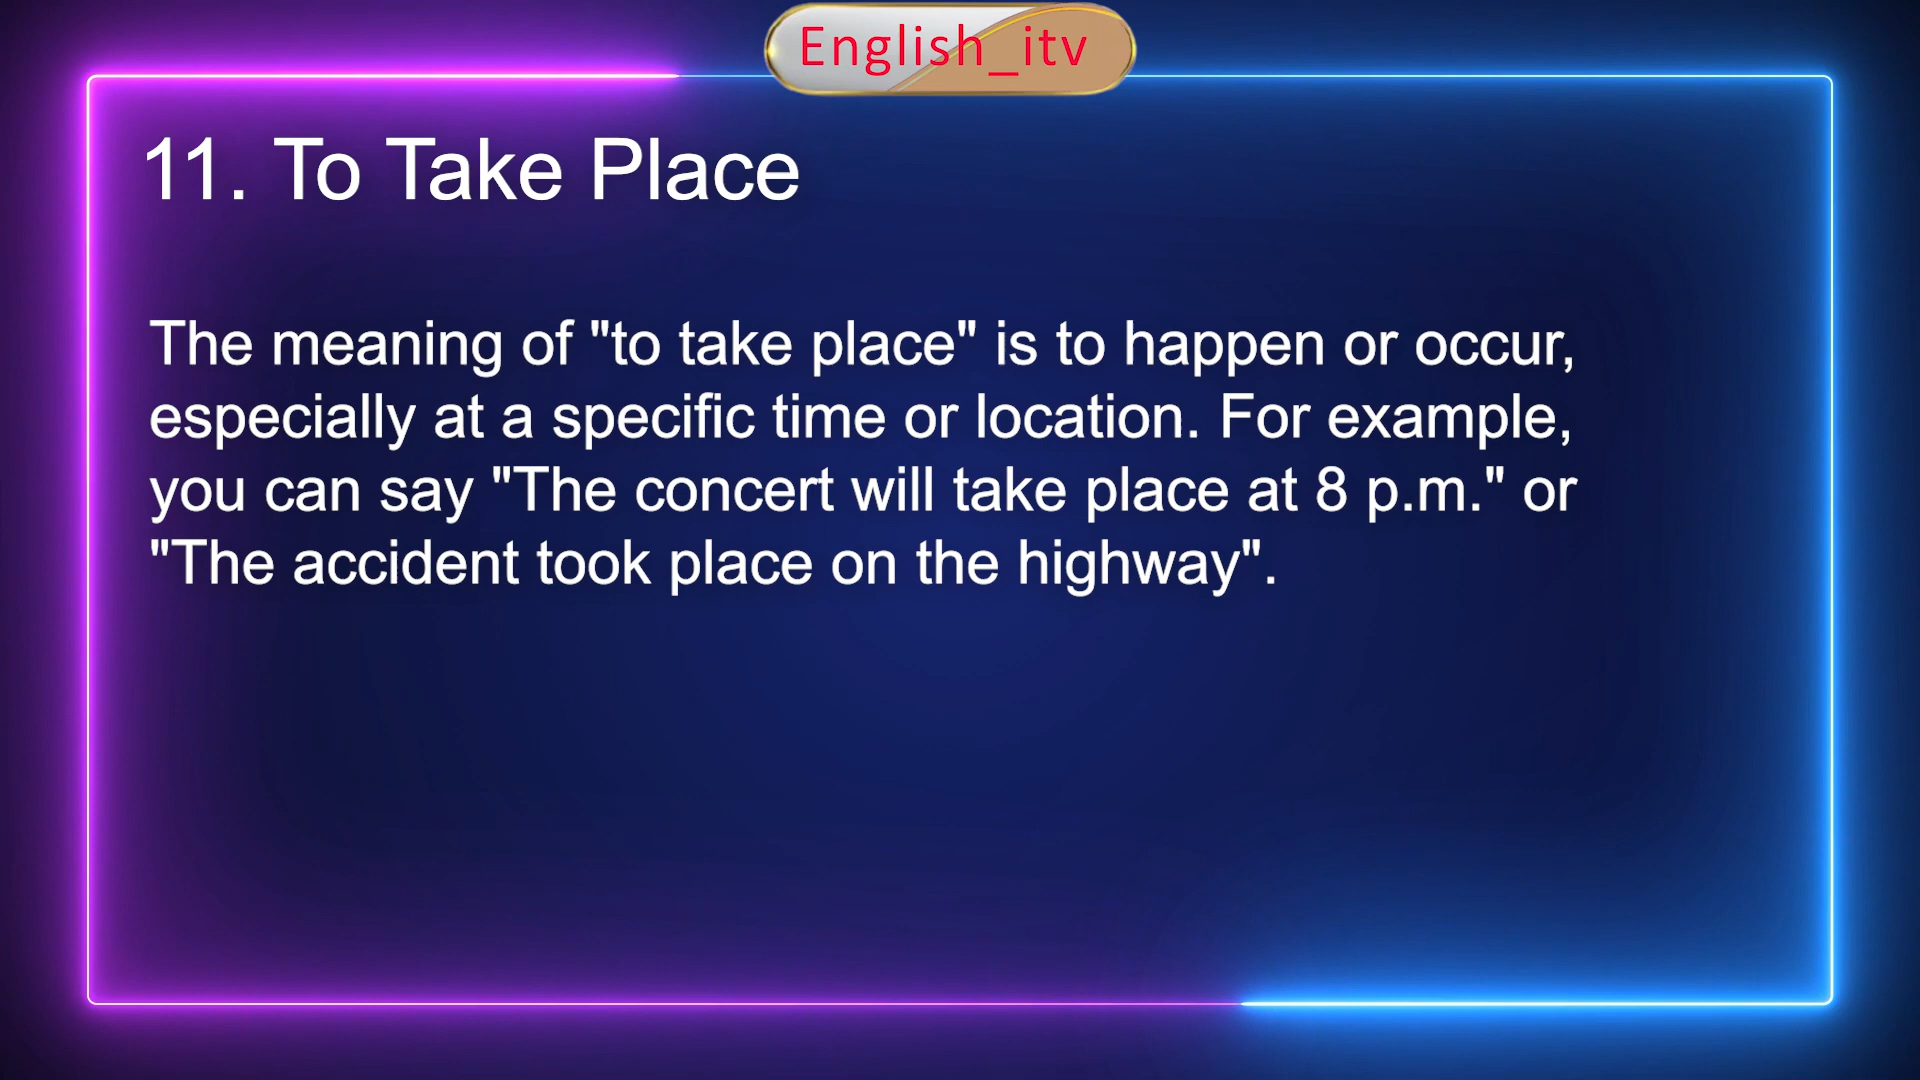 English_itv
11. To Take Place
The meaning of "to take place" is to happen or occur,
especially at a specific time or location. For example,
you can say "The concert will take place at 8 p.m." or
"The accident took place on the highway".